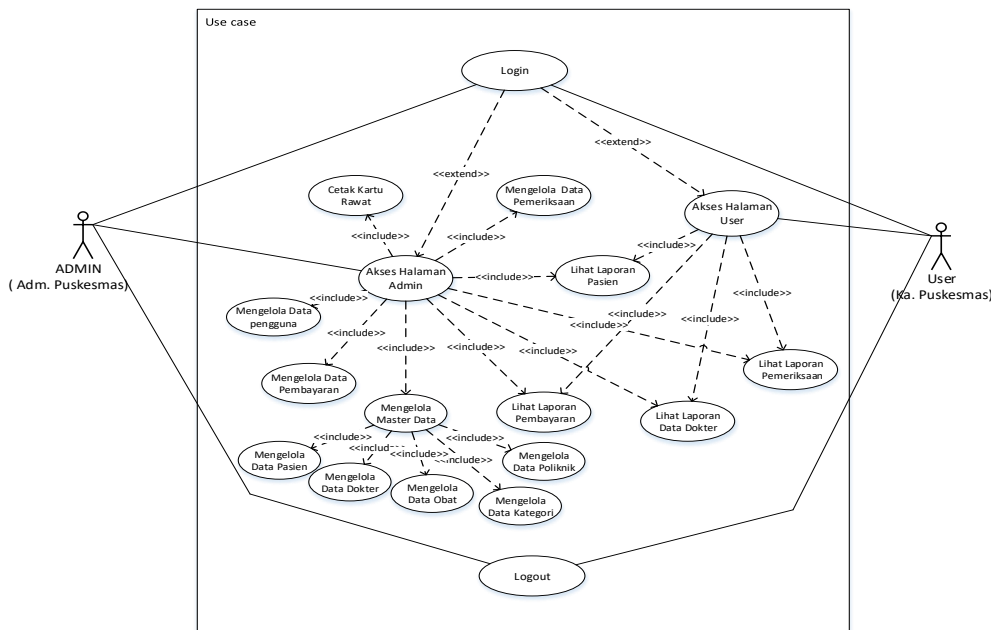 Use case
Login
<<extend>>
<<extend>>
Cetak Kartu
Rawat
Mengelola Data
Pemeriksaan
Akses Halaman
User
<<include>>
<<include>>
<<include>>
ADMIN
( Adm. Puskesmas)
Akses Halaman
Admin
<<include>>
Lihat Laporan
Pasien
User
(Ka. Puskesmas)
<<include>>
<<include>>
Mengelola Data
pengguna
<<include>>
<<include>>
<<include>>
<<include>>
<<include>>
<<include>>
<<include>>
<<include>>
Lihat Laporan
Pemeriksaan
Mengelola Data
Pembayaran
Mengelola
Master Data
Lihat Laporan
Pembayaran
Lihat Laporan
Data Dokter
<<include>>
<<include>>
<<include>>
<<include>>
Mengelola
Data Pasien
Mengelola
Data Dokter
Mengelola
Data Obat
Mengelola
Data Kategori
Mengelola
Data Poliknik
Logout